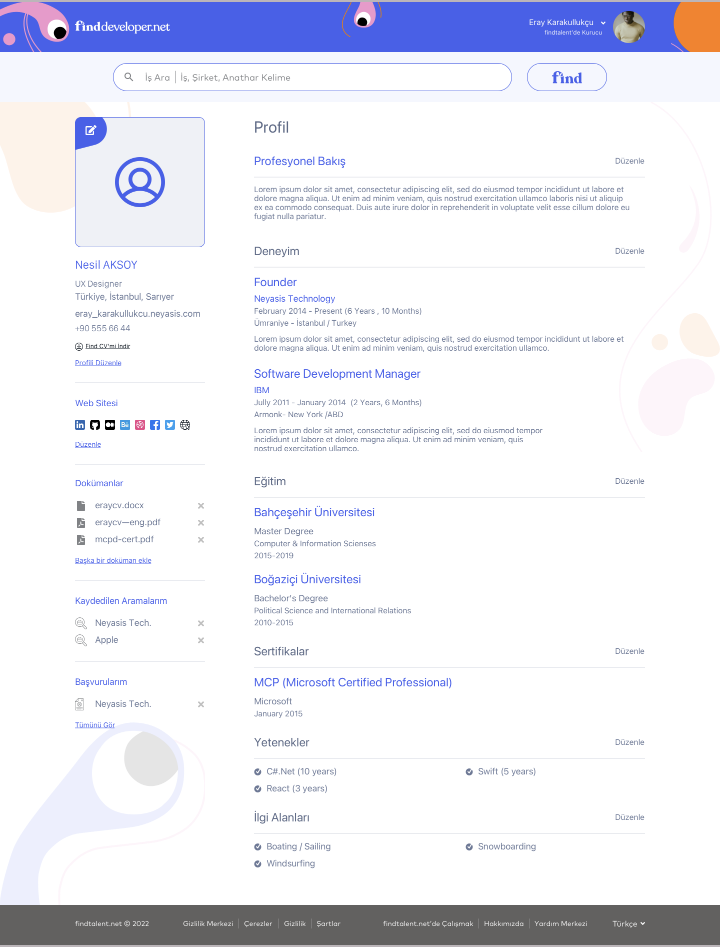 finddeveloper.net
Eray Karakullukçu
findtalent'de Kurucu
İş Ara | İş, Şirket, Anathar Kelime
find
Nesil AKSOY
UX Designer
Türkiye, İstanbul, Sarıyer
eray_karakullukcu.neyasis.com
+90 555 66 44
Find CV'mi İndir
Profili Düzenle
Web Sitesi
Duzenle
Dokümanlar
eraycv.docx
eraycv—eng.pdf
mcpd-cert.pdf
Başka bir dokuman ekle
Kaydedilen Aramalarım
Neyasis Tech.
Apple
Başvurularım
Neyasis Tech.
Tümünü Gör
Profil
Profesyonel Bakış
Düzenle
Lorem ipsum dolor sit amet, consectetur adipiscing elit, sed do eiusmod tempor incididunt ut labore et
dolore magna aliqua. Ut enim ad minim veniam, quis nostrud exercitation ullamco laboris nisi ut aliquip
ex ea commodo consequat. Duis aute irure dolor in reprehenderit in voluptate velit esse cillum dolore eu
fugiat nulla pariatur.
Deneyim
Düzenle
Founder
Neyasis Technology
February 2014 - Present (6 Years , 10 Months)
Ümraniye - İstanbul / Turkey
Lorem ipsum dolor sit amet, consectetur adipiscing elit, sed do eiusmod tempor incididunt ut labore et
dolore magna aliqua. Ut enim ad minim veniam, quis nostrud exercitation ullamco.
Software Development Manager
IBM
Jully 2011 - January 2014 (2 Years, 6 Months)
Armonk- New York /ABD
Lorem ipsum dolor sit amet, consectetur adipiscing elit, sed do eiusmod tempor
incididunt ut labore et dolore magna aliqua. Ut enim ad minim veniam, quis
nostrud exercitation ullamco.
Eğitim
Düzenle
Bahçeşehir Üniversitesi
Master Degree
Computer & Information Scienses
2015-2019
Boğaziçi Üniversitesi
Bachelor's Degree
Political Science and International Relations
2010-2015
Sertifikalar
Düzenle
MCP (Microsoft Certified Professional)
Microsoft
January 2015
Yetenekler
Düzenle
C#.Net (10 years)
Swift (5 years)
React (3 years)
İlgi Alanları
Düzenle
Boating / Sailing
Snowboarding
Windsurfing
findtalent.net © 2022
Gizlilik Merkezi | Çerezler | Gizlilik | Şartlar
findtalent.net'de Çalışmak | Hakkımızda | Yardım Merkezi
Türkçe